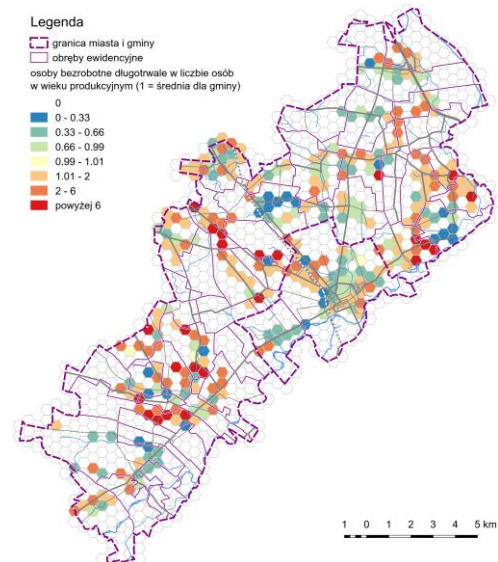 Legenda
granica miasta i gminy
obręby ewidencyjne
osoby bezrobotne długotrwale w liczbie osób
w wieku produkcyjnym (1 = średnia dla gminy)
0
0 - 0.33
0.33 - 0.66
0.66 - 0.99
0.99 - 1.01
1.01 - 2
2 - 6
powyżej 6
1 0 1 2 3 4 5 km